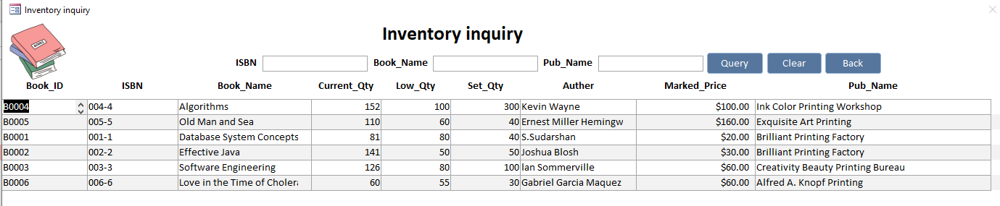 Inventory inquiry
Inventory inquiry
ISBN Book_Name Pub_Name Query Clear Back
Book_ID ISBN Book_Name Current_Qty Low_Qty Set_Qty Auther Marked_Price Pub_Name
B0004 004-4 Algorithms 152 100 300 Kevin Wayne $100.00 Ink Color Printing Workshop
B0005 005-5 Old Man and Sea 110 60 40 Ernest Miller Hemingw $160.00 Exquisite Art Printing
B0001 001-1 Database System Concepts 81 80 40 S.Sudarshan $20.00 Brilliant Printing Factory
B0002 002-2 Effective Java 141 50 50 Joshua Blosh $30.00 Brilliant Printing Factory
B0003 003-3 Software Engineering 126 80 100 Ian Sommerville $60.00 Creativity Beauty Printing Bureau
B0006 006-6 Love in the Time of Cholera 60 55 30 Gabriel Garcia Maquez $60.00 Alfred A. Knopf Printing